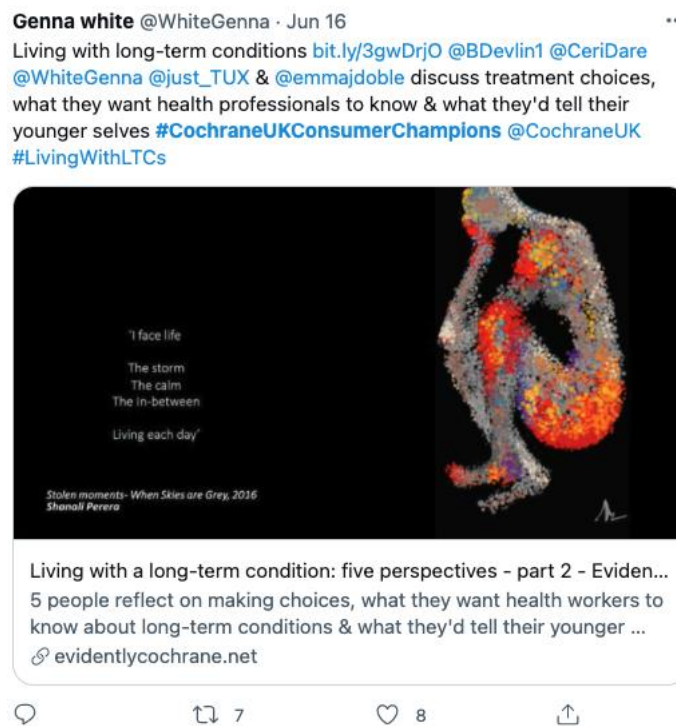 Genna white @WhiteGenna · Jun 16
Living with long-term conditions bit.ly/3gwDrjO @BDevlin1 @CeriDare
@WhiteGenna @just_TUX & @emmajdoble discuss treatment choices,
what they want health professionals to know & what they'd tell their
younger selves #CochraneUKConsumerChampions @CochraneUK
#LivingWithLTCs
'I face life
The storm
The calm
The in-between
Living each day'
Stolen moments- When Skies are Grey, 2016
Shanali Perera
Living with a long-term condition: five perspectives - part 2 - Eviden...
5 people reflect on making choices, what they want health workers to
know about long-term conditions & what they'd tell their younger ...
evidentlycochrane.net
7 8